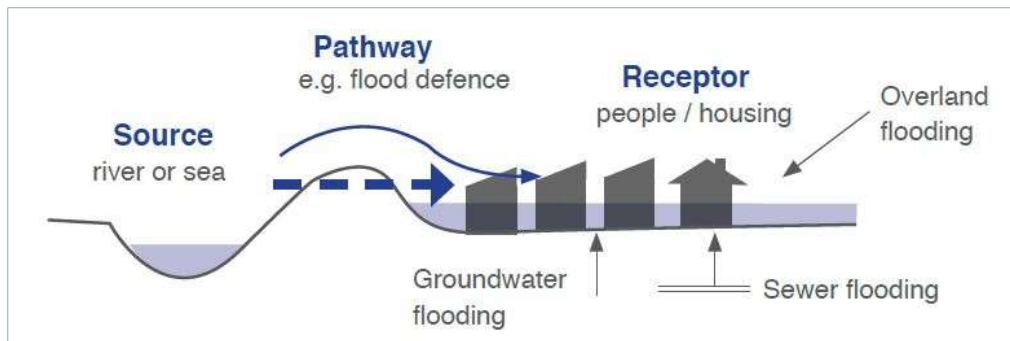 Pathway
e.g. flood defence
Receptor
people / housing
Overland
flooding
Source
river or sea
Groundwater
flooding
Sewer flooding